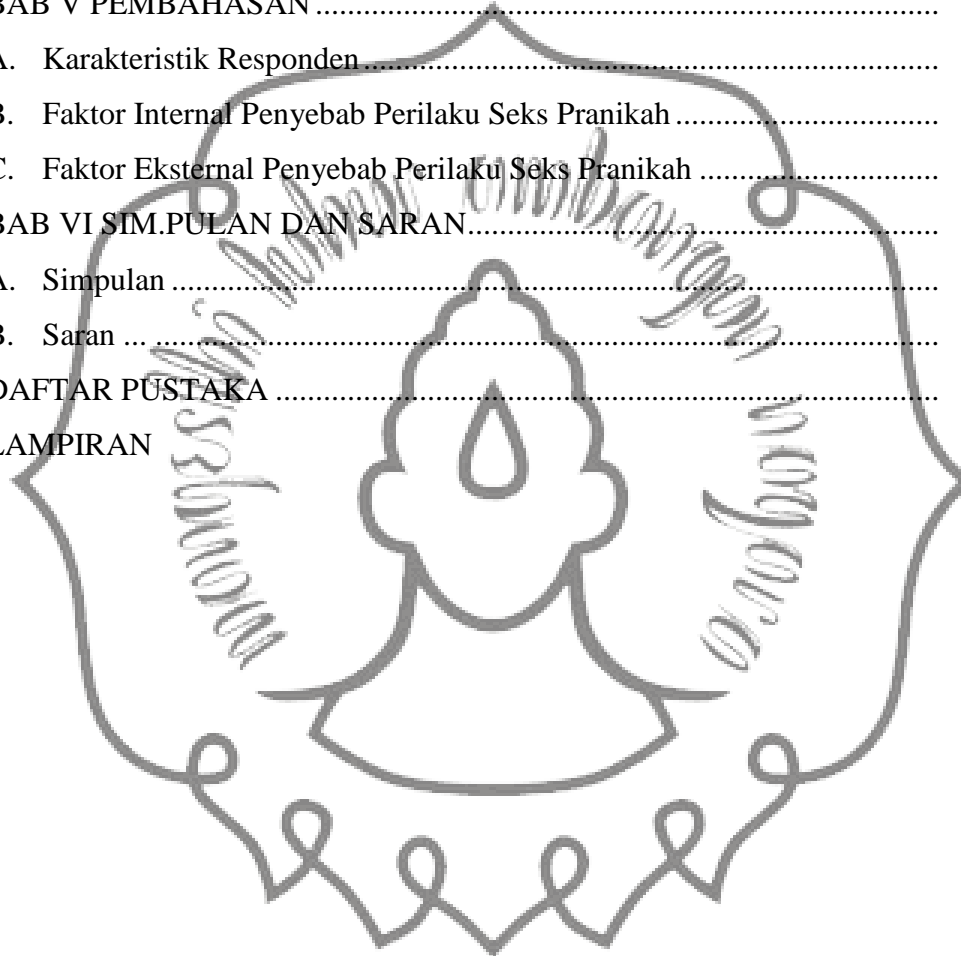 BAB V PEMBAHASAN ................................................................................
A. Karakteristik Responden ........................................................................
B. Faktor Internal Penyebab Perilaku Seks Pranikah .................................
C. Faktor Eksternal Penyebab Perilaku Seks Pranikah ..............................
BAB VI SIM.PULAN DAN SARAN...........................................................
A. Simpulan ................................................................................................
B. Saran ... ..................................................................................................
DAFTAR PUSTAKA ...................................................................................
LAMPIRAN